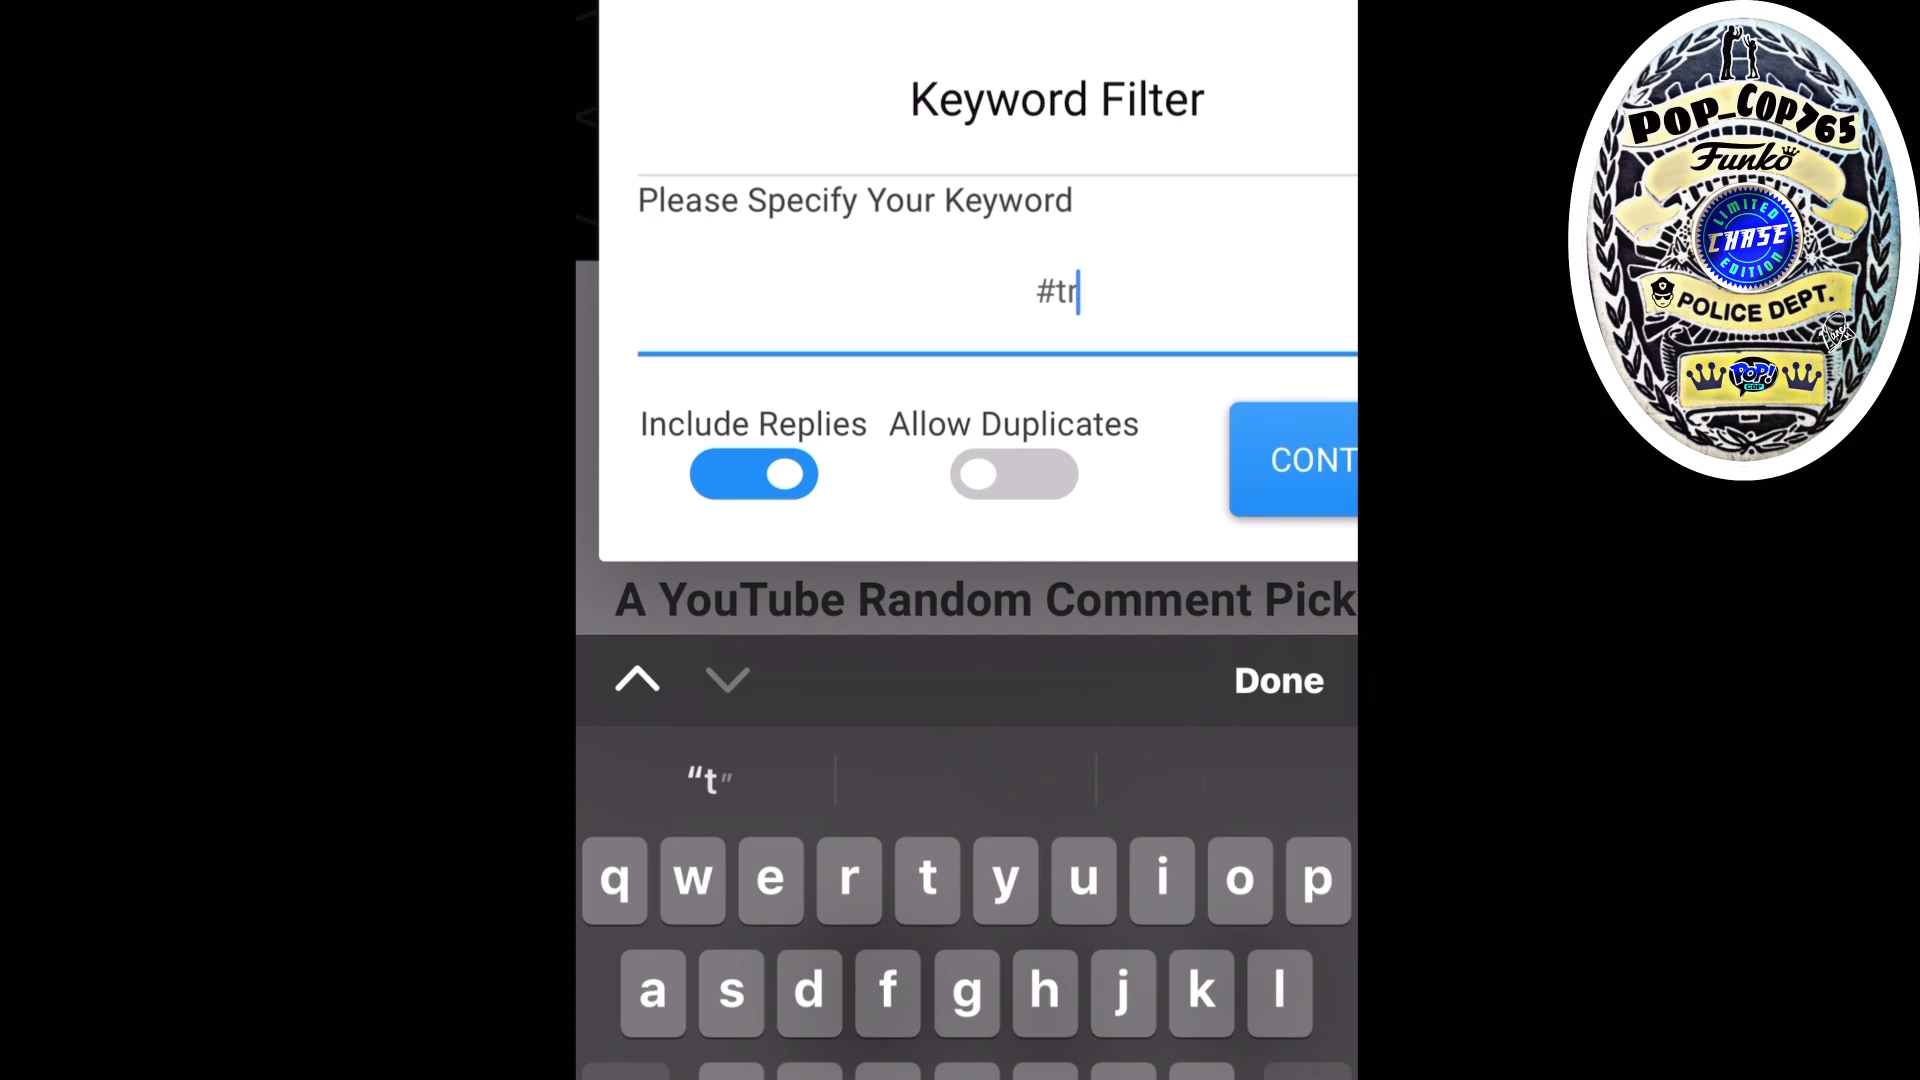 Keyword Filter
Please Specify Your Keyword
#tr
Include Replies Allow Duplicates
CONT
A YouTube Random Comment Pick
Done
“t”
q w e r t y u i o p
a s d f g h j k l
POP_COP765
Funko
LIMITED
CHASE
EDITION
POLICE DEPT.
POP!
COP